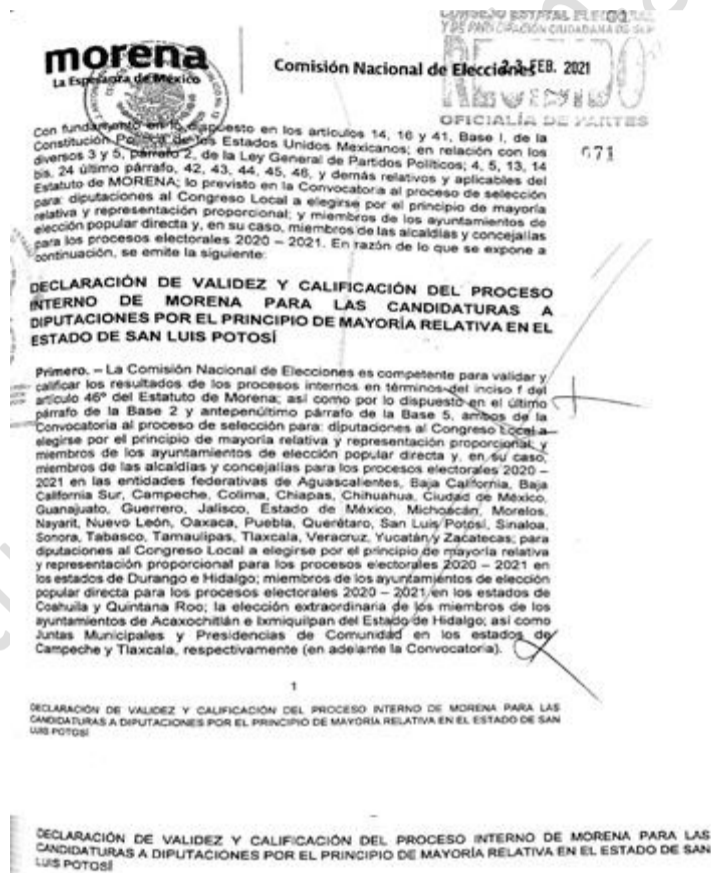 CONSEJO ESTATAL ELECTORAL
Y DE PARTICIPACIÓN CIUDADANA DE SLP
morena
La Esperanza de México
Comisión Nacional de Elecciones
23 FEB. 2021
RECIBIDO
OFICIALÍA DE PARTES
671
Con fundamento en lo dispuesto en los artículos 14, 16 y 41, Base I, de la
Constitución Política de los Estados Unidos Mexicanos; en relación con los
diversos 3 y 5, párrafo 2, de la Ley General de Partidos Políticos; 4, 5, 13, 14
bis, 24 último párrafo, 42, 43, 44, 45, 46, y demás relativos y aplicables del
Estatuto de MORENA; lo previsto en la Convocatoria al proceso de selección
para: diputaciones al Congreso Local a elegirse por el principio de mayoría
relativa y representación proporcional; y miembros de los ayuntamientos de
elección popular directa y, en su caso, miembros de las alcaldías y concejalías
para los procesos electorales 2020 – 2021. En razón de lo que se expone a
continuación, se emite la siguiente:
DECLARACIÓN DE VALIDEZ Y CALIFICACIÓN DEL PROCESO
INTERNO DE MORENA PARA LAS CANDIDATURAS A
DIPUTACIONES POR EL PRINCIPIO DE MAYORÍA RELATIVA EN EL
ESTADO DE SAN LUIS POTOSÍ
Primero. – La Comisión Nacional de Elecciones es competente para validar y
calificar los resultados de los procesos internos en términos del inciso f del
artículo 46° del Estatuto de Morena; así como por lo dispuesto en el último
párrafo de la Base 2 y antepenúltimo párrafo de la Base 5, ambos de la
Convocatoria al proceso de selección para: diputaciones al Congreso Local a
elegirse por el principio de mayoría relativa y representación proporcional; y
miembros de los ayuntamientos de elección popular directa y, en su caso,
miembros de las alcaldías y concejalías para los procesos electorales 2020 –
2021 en las entidades federativas de Aguascalientes, Baja California, Baja
California Sur, Campeche, Colima, Chiapas, Chihuahua, Ciudad de México,
Guanajuato, Guerrero, Jalisco, Estado de México, Michoacán, Morelos,
Nayarit, Nuevo León, Oaxaca, Puebla, Querétaro, San Luis Potosí, Sinaloa,
Sonora, Tabasco, Tamaulipas, Tlaxcala, Veracruz, Yucatán y Zacatecas; para
diputaciones al Congreso Local a elegirse por el principio de mayoría relativa
y representación proporcional para los procesos electorales 2020 – 2021 en
los estados de Durango e Hidalgo; miembros de los ayuntamientos de elección
popular directa para los procesos electorales 2020 – 2021 en los estados de
Coahuila y Quintana Roo; la elección extraordinaria de los miembros de los
ayuntamientos de Acaxochitlán e Ixmiquilpan del Estado de Hidalgo; así como
Juntas Municipales y Presidencias de Comunidad en los estados de
Campeche y Tlaxcala, respectivamente (en adelante la Convocatoria).
1
DECLARACIÓN DE VALIDEZ Y CALIFICACIÓN DEL PROCESO INTERNO DE MORENA PARA LAS
CANDIDATURAS A DIPUTACIONES POR EL PRINCIPIO DE MAYORÍA RELATIVA EN EL ESTADO DE SAN
LUIS POTOSÍ
DECLARACIÓN DE VALIDEZ Y CALIFICACIÓN DEL PROCESO INTERNO DE MORENA PARA LAS
CANDIDATURAS A DIPUTACIONES POR EL PRINCIPIO DE MAYORÍA RELATIVA EN EL ESTADO DE SAN
LUIS POTOSÍ